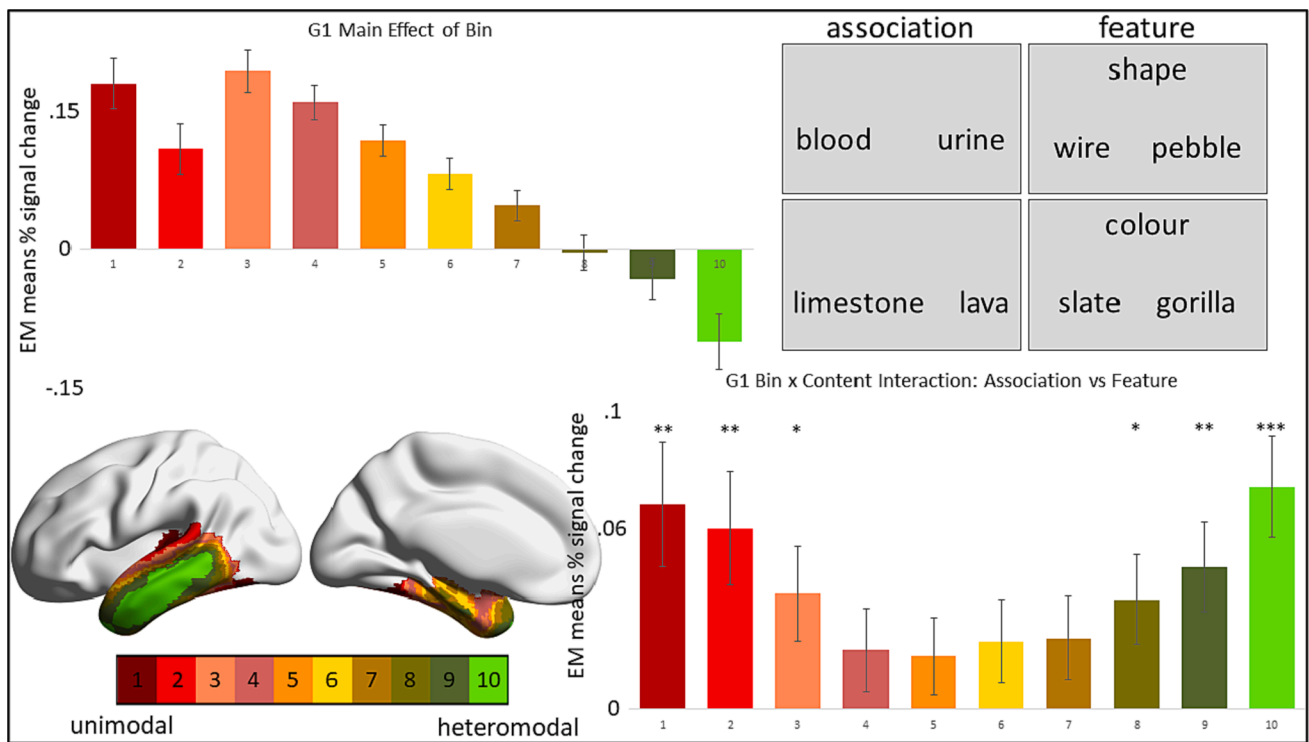 G1 Main Effect of Bin
EM means % signal change
.15
0
-.15
1 2 3 4 5 6 7 8 10
association feature
blood urine
shape
wire pebble
limestone lava
colour
slate gorilla
G1 Bin x Content Interaction: Association vs Feature
EM means % signal change
.1
.06
0
** ** * * ** ***
1 2 3 4 5 6 7 8 9 10
1 2 3 4 5 6 7 8 9 10
unimodal heteromodal